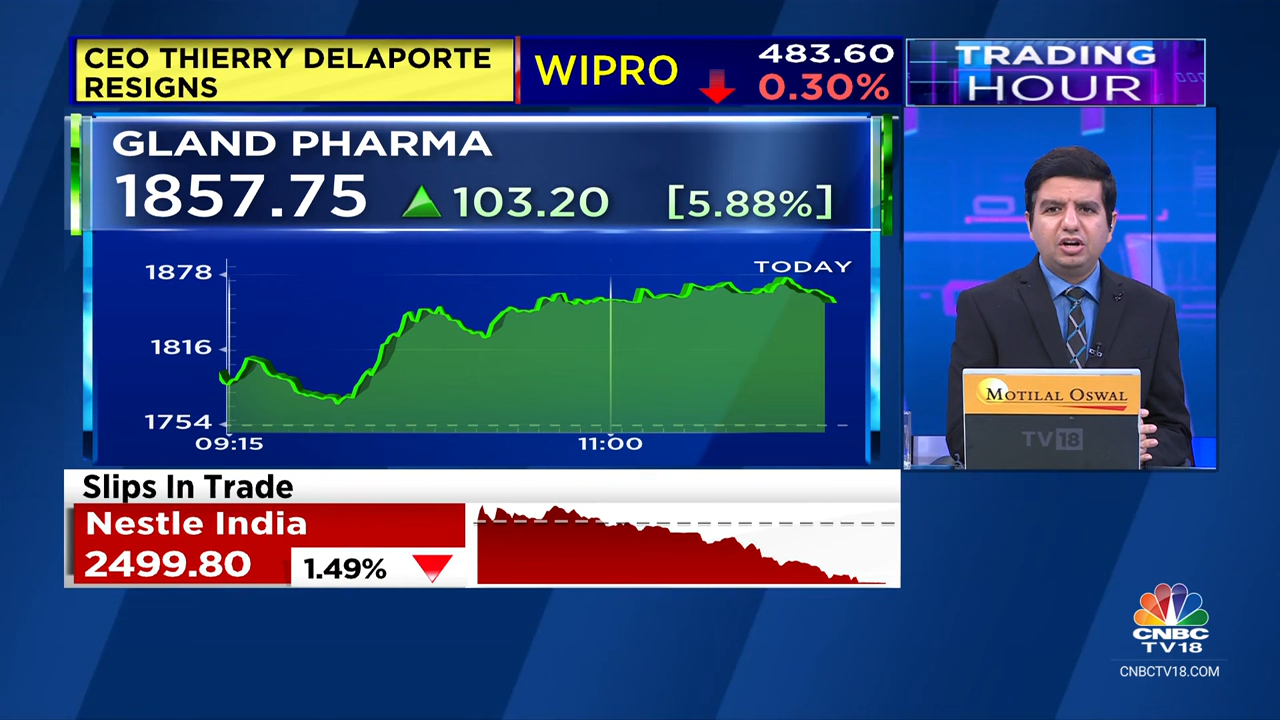 CEO THIERRY DELAPORTE
RESIGNS
WIPRO
483.60
0.30%
TRADING
HOUR
GLAND PHARMA
1857.75 103.20 [5.88%]
TODAY
1878
1816
1754
09:15 11:00
MOTILAL OSWAL
TV18
Slips In Trade
Nestle India
2499.80
1.49%
CNBC
TV18
CNBCTV18.COM